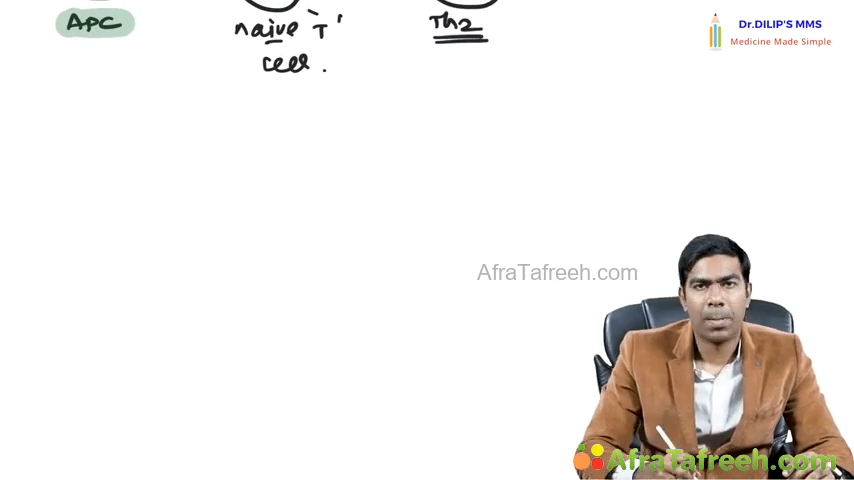 APC
naive T
cell.
Th2
Dr.DILIP'S MMS
Medicine Made Simple
AfraTafreeh.com
AfraTafreeh.com